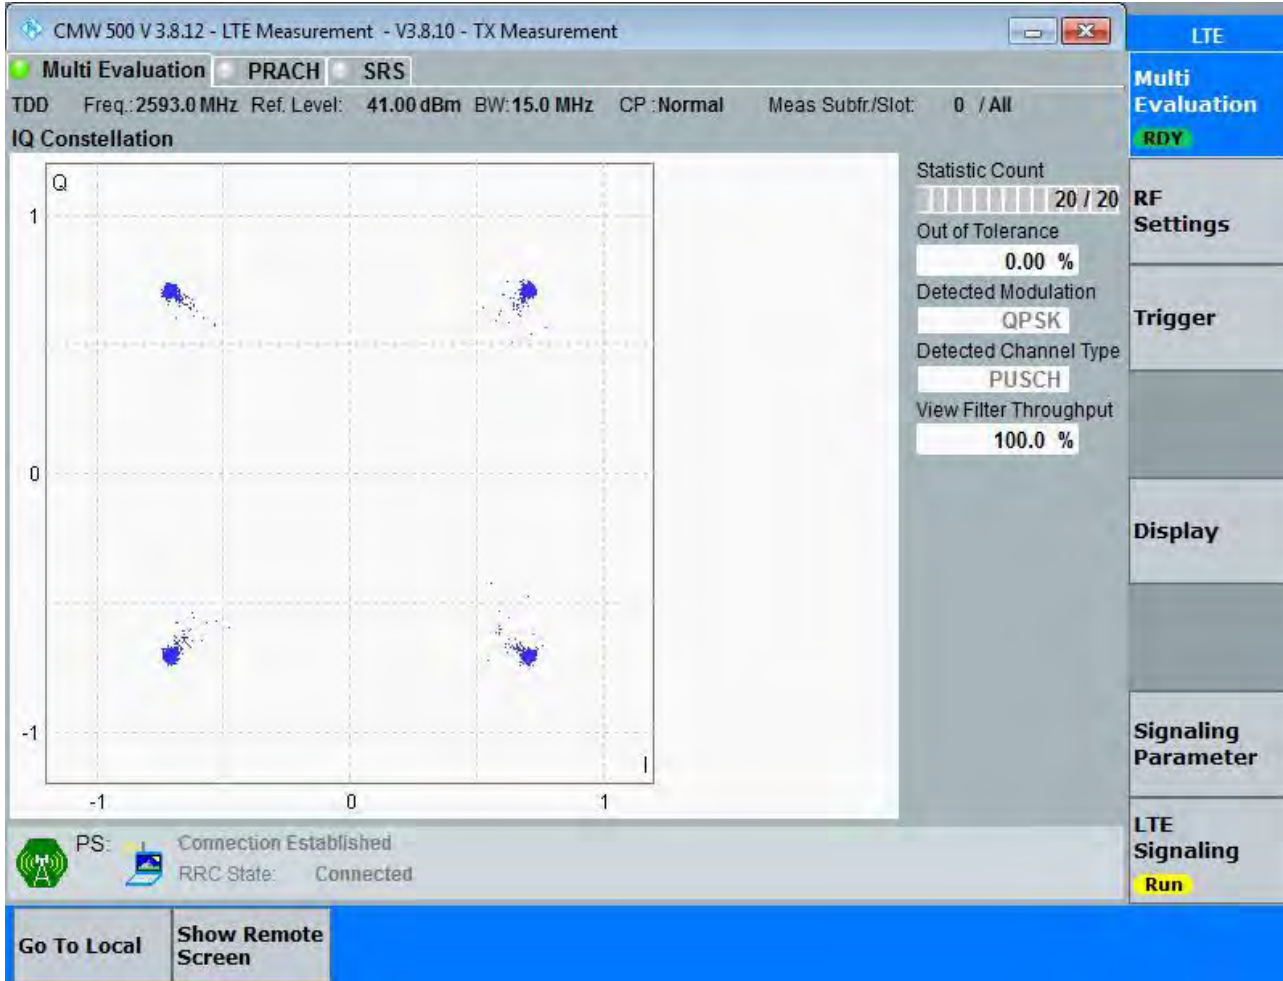 CMW 500 V 3.8.12 - LTE Measurement - V3.8.10 - TX Measurement
LTE
Multi Evaluation PRACH SRS
TDD Freq.: 2593.0 MHz Ref. Level: 41.00 dBm BW: 15.0 MHz CP : Normal Meas Subfr./Slot: 0 / All
IQ Constellation
Q
1
0
-1
-1 0 1
I
Statistic Count
20 / 20
Out of Tolerance
0.00 %
Detected Modulation
QPSK
Detected Channel Type
PUSCH
View Filter Throughput
100.0 %
Multi
Evaluation
RDY
RF
Settings
Trigger
Display
Signaling
Parameter
LTE
Signaling
Run
PS: Connection Established
RRC State: Connected
Go To Local
Show Remote
Screen